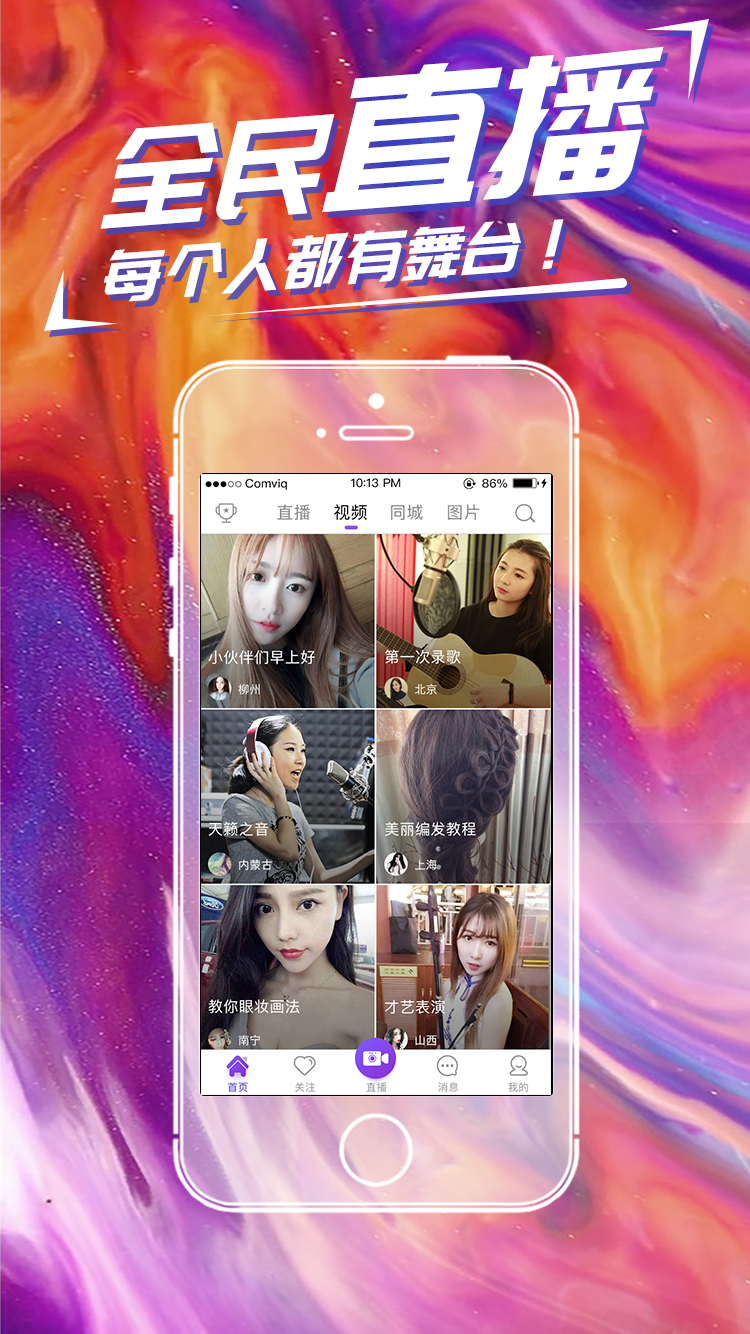 全民直播
每个人都有舞台！
Comviq 10:13 PM 86%
直播 视频 同城 图片
小伙伴们早上好 第一次录歌
柳州 北京
天籁之音 美丽编发教程
内蒙古 上海
教你眼妆画法 才艺表演
南宁 山西
首页 关注 直播 消息 我的